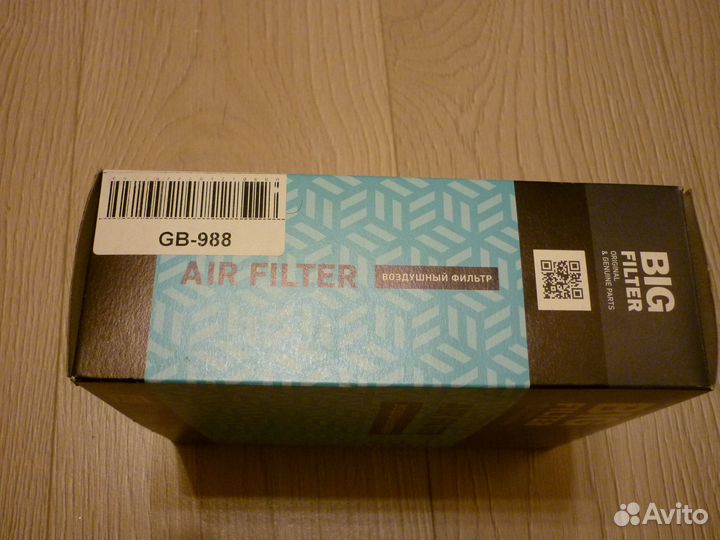 GB-988
AIR FILTER
ВОЗДУШНЫЙ ФИЛЬТР
BIG
FILTER
ORIGINAL
& GENUINE PARTS
Avito